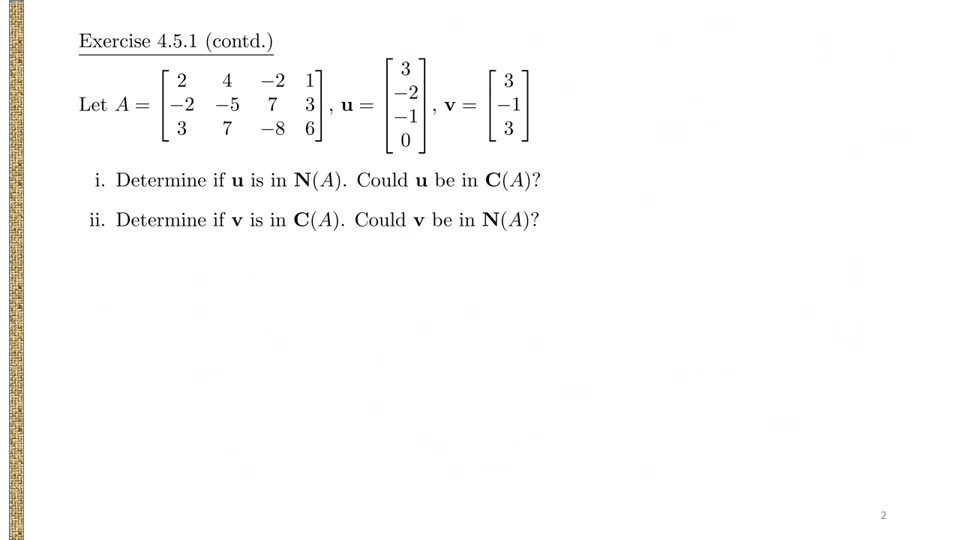 Exercise 4.5.1 (contd.)
Let A = [2 4 −2 1; −2 −5 7 3; 3 7 −8 6], u = [3; −2; −1; 0], v = [3; −1; 3]
i. Determine if u is in N(A). Could u be in C(A)?
ii. Determine if v is in C(A). Could v be in N(A)?
2